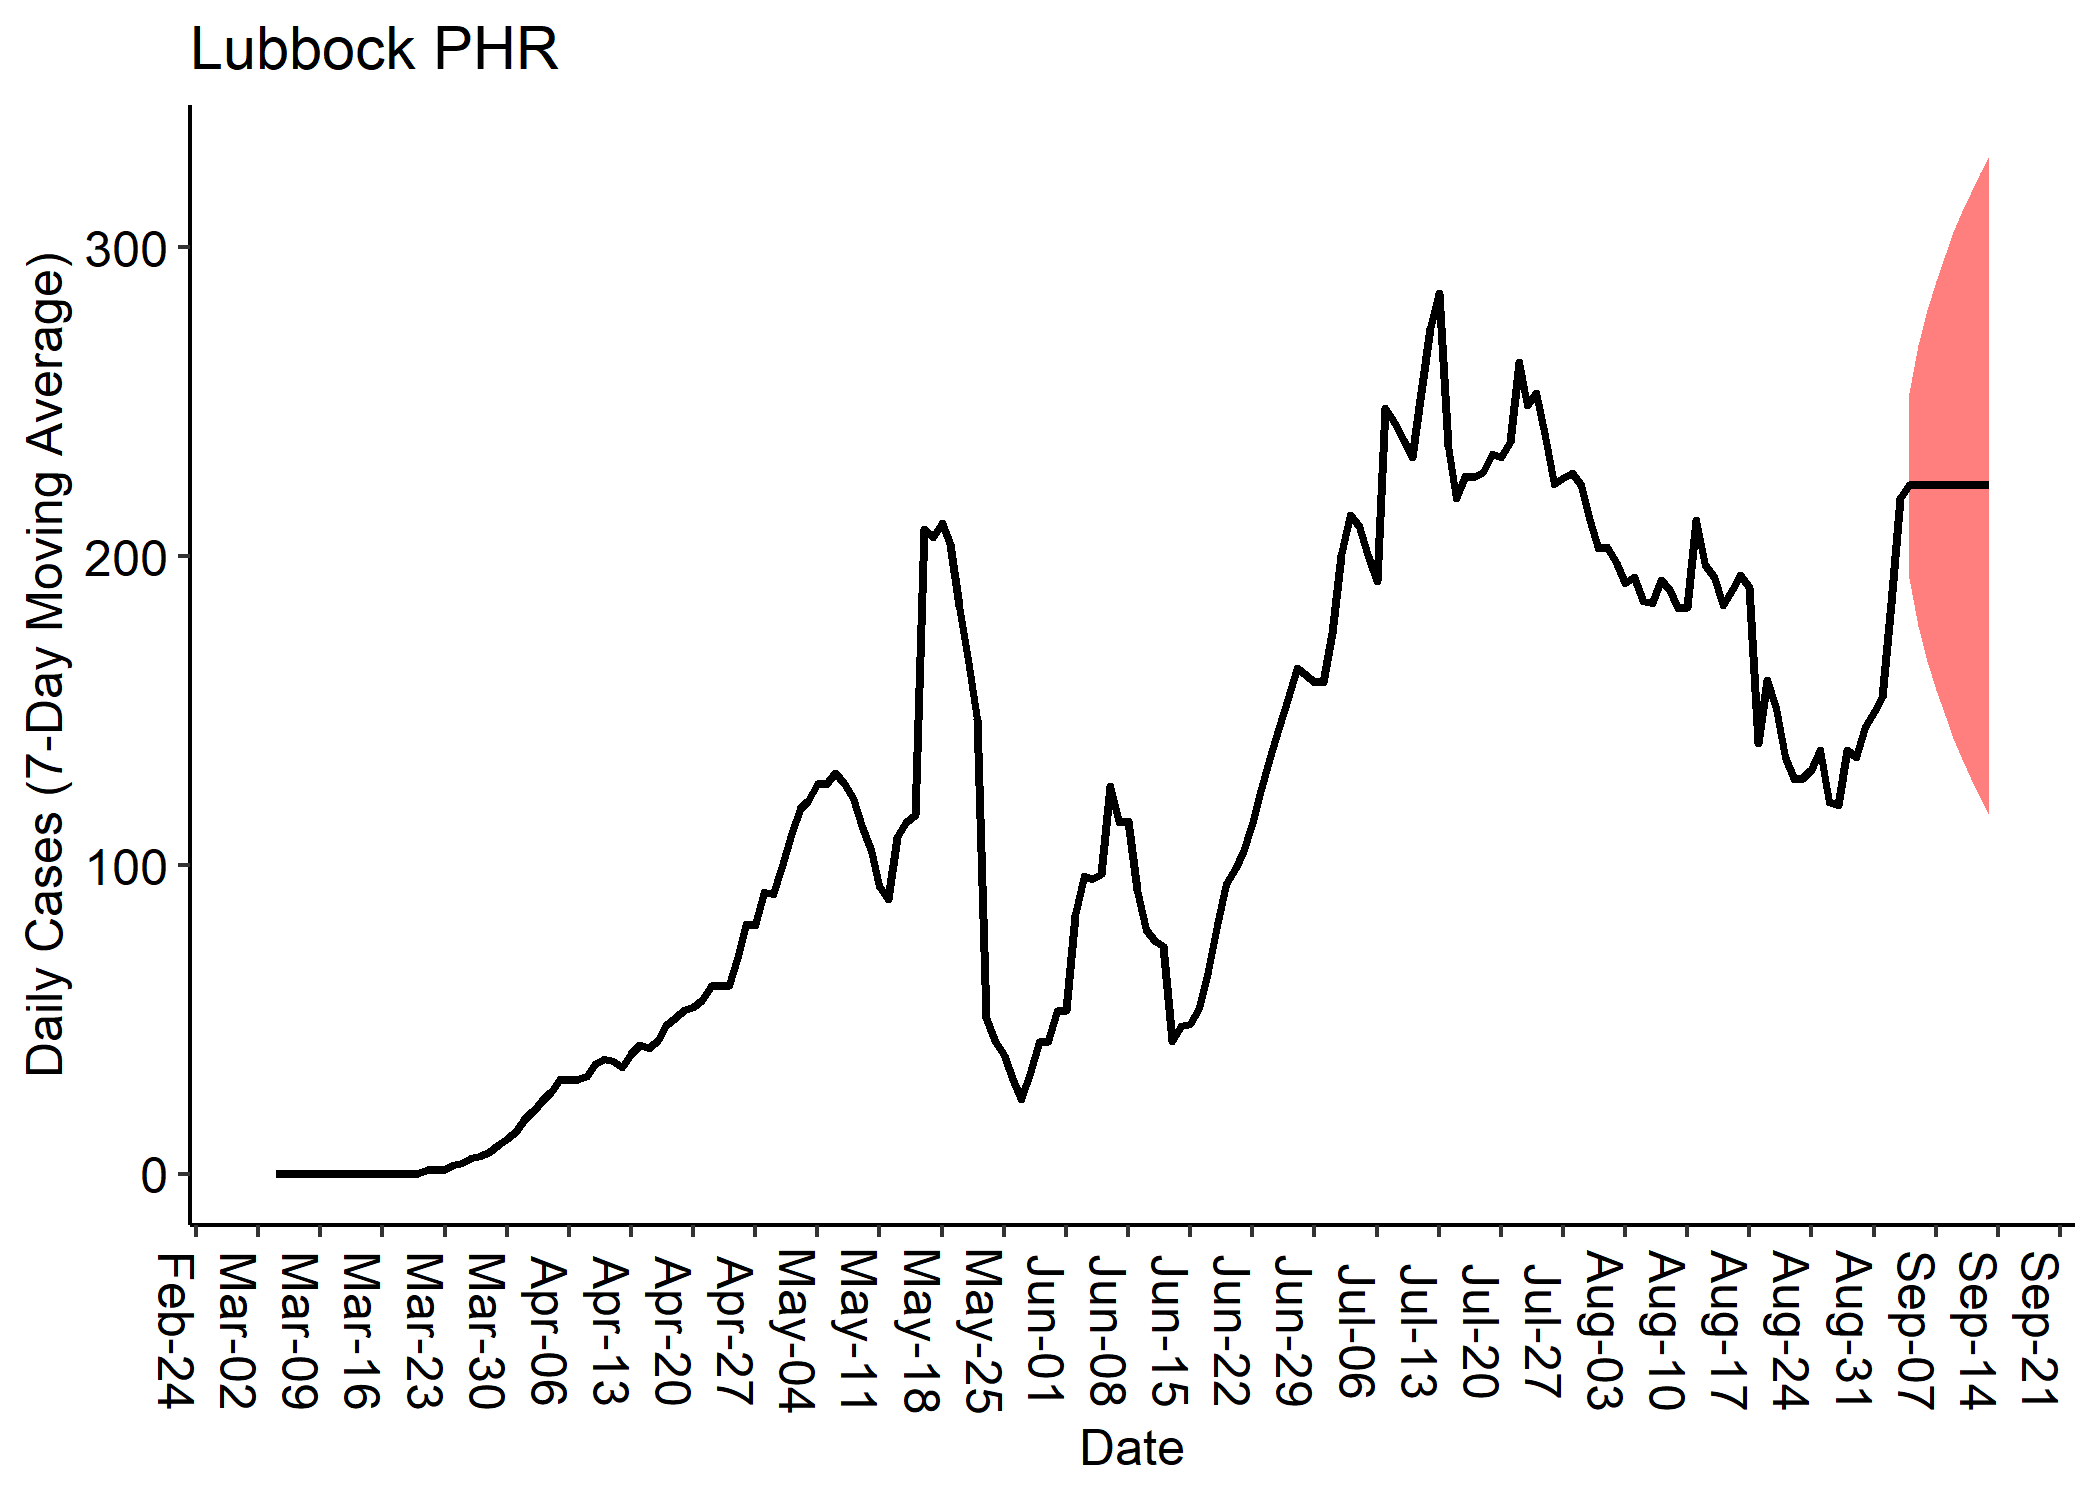 Lubbock PHR
Daily Cases (7-Day Moving Average)
300
200
100
0
Feb-24
Mar-02
Mar-09
Mar-16
Mar-23
Mar-30
Apr-06
Apr-13
Apr-20
Apr-27
May-04
May-11
May-18
May-25
Jun-01
Jun-08
Jun-15
Jun-22
Jun-29
Jul-06
Jul-13
Jul-20
Jul-27
Aug-03
Aug-10
Aug-17
Aug-24
Aug-31
Sep-07
Sep-14
Sep-21
Date